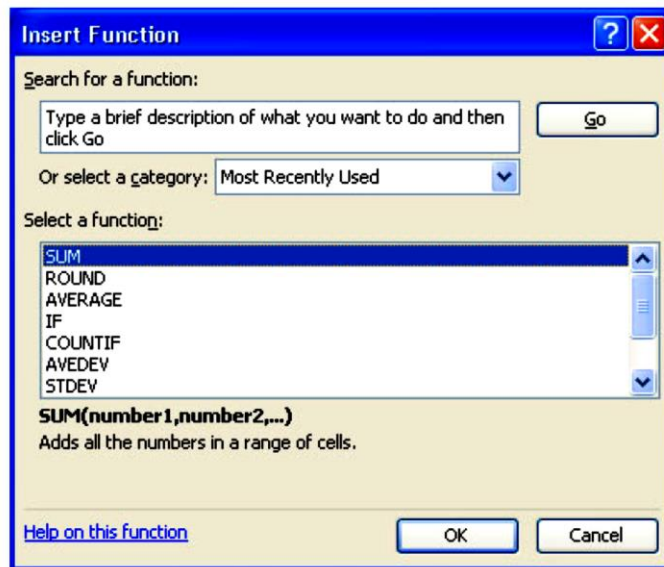 Insert Function
Search for a function:
Type a brief description of what you want to do and then
click Go
Go
Or select a category: Most Recently Used
Select a function:
SUM
ROUND
AVERAGE
IF
COUNTIF
AVEDEV
STDEV
SUM(number1,number2,...)
Adds all the numbers in a range of cells.
Help on this function
OK
Cancel